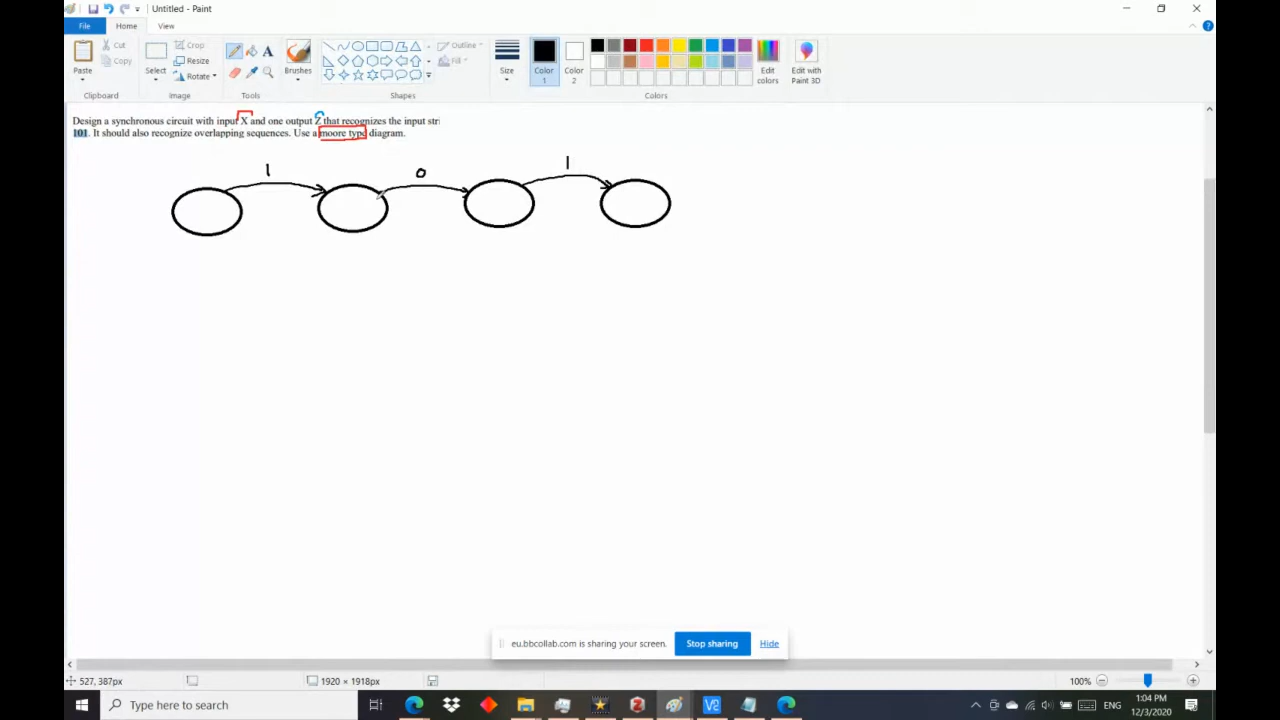 Untitled - Paint
File Home View
Paste
Cut
Copy
Clipboard
Select
Crop
Resize
Rotate
Image
A
Tools
Brushes
Outline
Fill
Shapes
Size
Color 1
Color 2
Edit colors
Colors
Edit with Paint 3D
Design a synchronous circuit with input X and one output Z that recognizes the input stri
101. It should also recognize overlapping sequences. Use a moore type diagram.
1 0 1
eu.bbcollab.com is sharing your screen. Stop sharing Hide
527, 387px 1920 × 1918px 100%
Type here to search
ENG
1:04 PM
12/3/2020